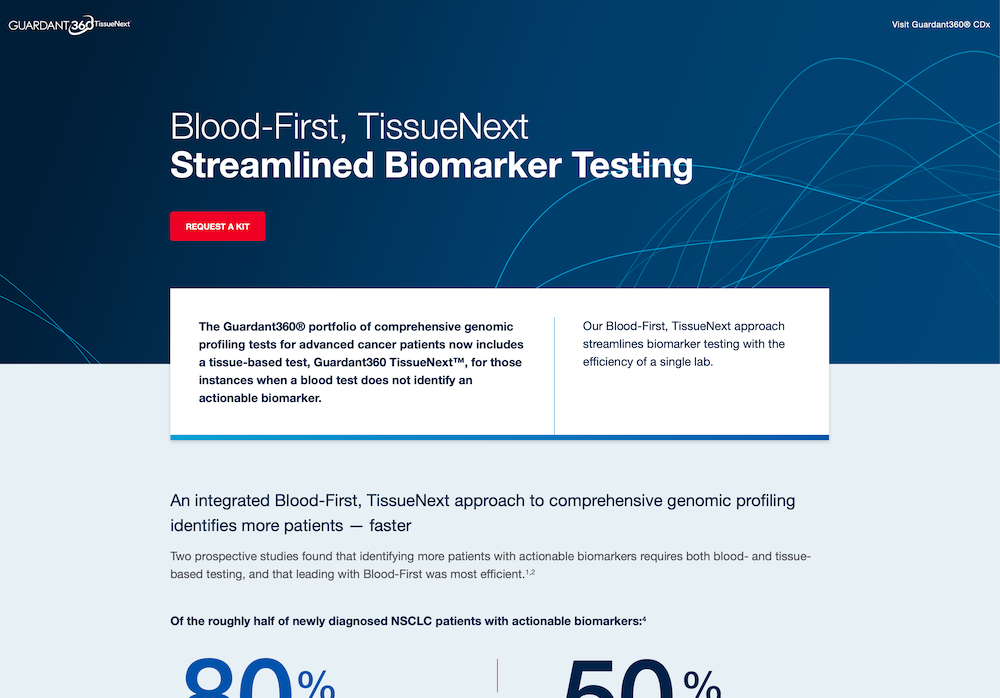 GUARDANT360 TissueNext
Visit Guardant360® CDx
Blood-First, TissueNext
Streamlined Biomarker Testing
REQUEST A KIT
The Guardant360® portfolio of comprehensive genomic
profiling tests for advanced cancer patients now includes
a tissue-based test, Guardant360 TissueNext™, for those
instances when a blood test does not identify an
actionable biomarker.
Our Blood-First, TissueNext approach
streamlines biomarker testing with the
efficiency of a single lab.
An integrated Blood-First, TissueNext approach to comprehensive genomic profiling
identifies more patients — faster
Two prospective studies found that identifying more patients with actionable biomarkers requires both blood- and tissue-
based testing, and that leading with Blood-First was most efficient.1,2
Of the roughly half of newly diagnosed NSCLC patients with actionable biomarkers:4
80%
50%